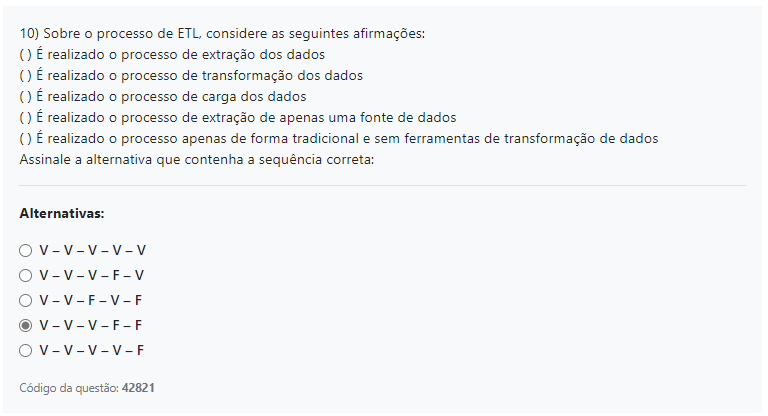 10) Sobre o processo de ETL, considere as seguintes afirmações:
( ) É realizado o processo de extração dos dados
( ) É realizado o processo de transformação dos dados
( ) É realizado o processo de carga dos dados
( ) É realizado o processo de extração de apenas uma fonte de dados
( ) É realizado o processo apenas de forma tradicional e sem ferramentas de transformação de dados
Assinale a alternativa que contenha a sequência correta:
Alternativas:
V – V – V – V – V
V – V – V – F – V
V – V – F – V – F
V – V – V – F – F
V – V – V – V – F
Código da questão: 42821